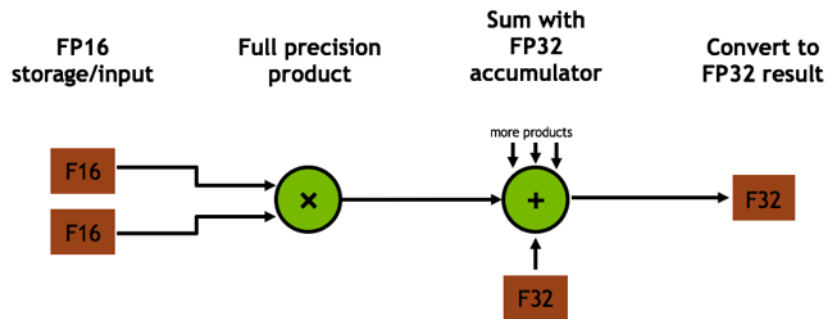 FP16
storage/input
Full precision
product
Sum with
FP32
accumulator
Convert to
FP32 result
more products
F16
F16
×
+
F32
F32